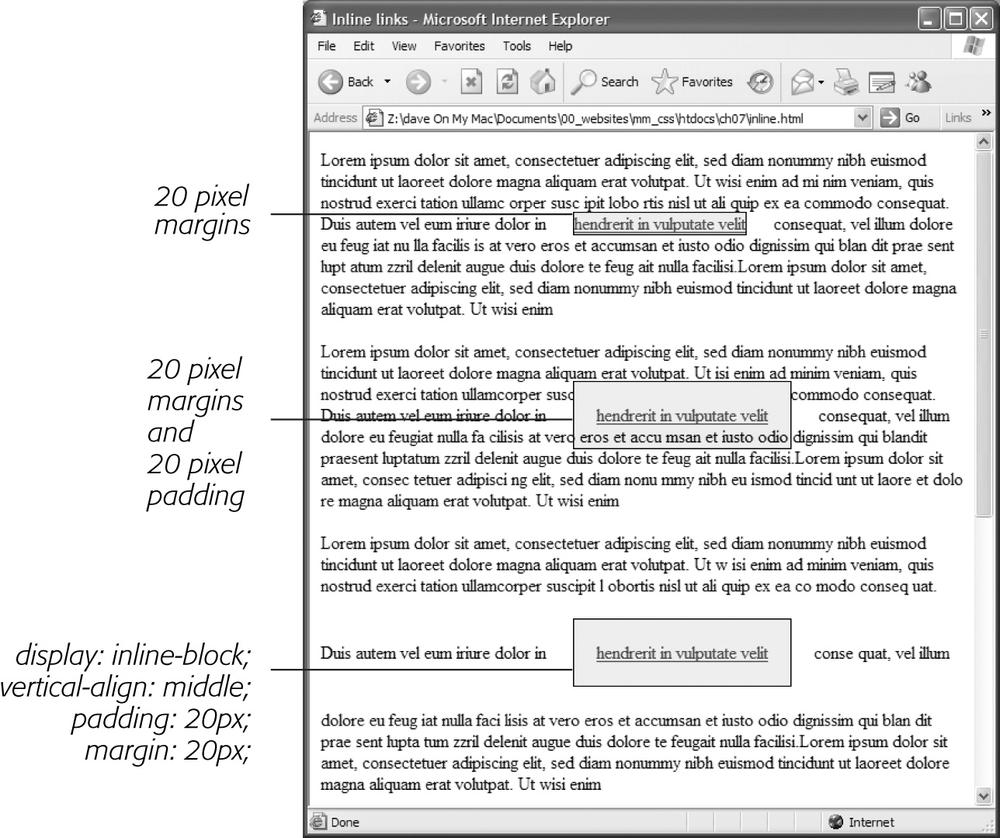 Inline links - Microsoft Internet Explorer
File Edit View Favorites Tools Help
Back Search Favorites
Address Z:\dave On My Mac\Documents\00_websites\mm_css\htdocs\ch07\inline.html Go Links »
20 pixel
margins
Lorem ipsum dolor sit amet, consectetuer adipiscing elit, sed diam nonummy nibh euismod
tincidunt ut laoreet dolore magna aliquam erat volutpat. Ut wisi enim ad mi nim veniam, quis
nostrud exerci tation ullamc orper susc ipit lobo rtis nisl ut ali quip ex ea commodo consequat.
Duis autem vel eum iriure dolor in hendrerit in vulputate velit consequat, vel illum dolore
eu feug iat nu lla facilis is at vero eros et accumsan et iusto odio dignissim qui blan dit prae sent
lupt atum zzril delenit augue duis dolore te feug ait nulla facilisi.Lorem ipsum dolor sit amet,
consectetuer adipiscing elit, sed diam nonummy nibh euismod tincidunt ut laoreet dolore magna
aliquam erat volutpat. Ut wisi enim
20 pixel
margins
and
20 pixel
padding
Lorem ipsum dolor sit amet, consectetuer adipiscing elit, sed diam nonummy nibh euismod
tincidunt ut laoreet dolore magna aliquam erat volutpat. Ut isi enim ad minim veniam, quis
nostrud exerci tation ullamcorper susc commodo consequat.
Duis autem vel eum iriure dolor in hendrerit in vulputate velit consequat, vel illum
dolore eu feugiat nulla fa cilisis at vero eros et accu msan et iusto odio dignissim qui blandit
praesent luptatum zzril delenit augue duis dolore te feug ait nulla facilisi.Lorem ipsum dolor sit
amet, consec tetuer adipisci ng elit, sed diam nonu mmy nibh eu ismod tincid unt ut laore et dolo
re magna aliquam erat volutpat. Ut wisi enim
Lorem ipsum dolor sit amet, consectetuer adipiscing elit, sed diam nonummy nibh euismod
tincidunt ut laoreet dolore magna aliquam erat volutpat. Ut w isi enim ad minim veniam, quis
nostrud exerci tation ullamcorper suscipit l obortis nisl ut ali quip ex ea co modo conseq uat.
display: inline-block;
vertical-align: middle;
padding: 20px;
margin: 20px;
Duis autem vel eum iriure dolor in hendrerit in vulputate velit conse quat, vel illum
dolore eu feug iat nulla faci lisis at vero eros et accumsan et iusto odio dignissim qui blan dit
prae sent lupta tum zzril delenit augue duis dolore te feugait nulla facilisi.Lorem ipsum dolor sit
amet, consectetuer adipiscing elit, sed diam nonummy nibh euismod tincidunt ut laoreet dolore
magna aliquam erat volutpat. Ut wisi enim
Done Internet